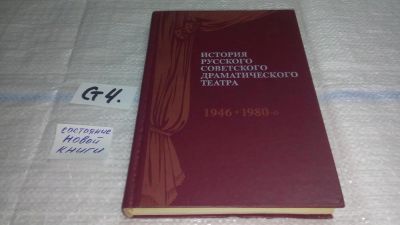 G4.
состояние
новой
книги
ИСТОРИЯ
РУССКОГО
СОВЕТСКОГО
ДРАМАТИЧЕСКОГО
ТЕАТРА
1946 • 1980-е